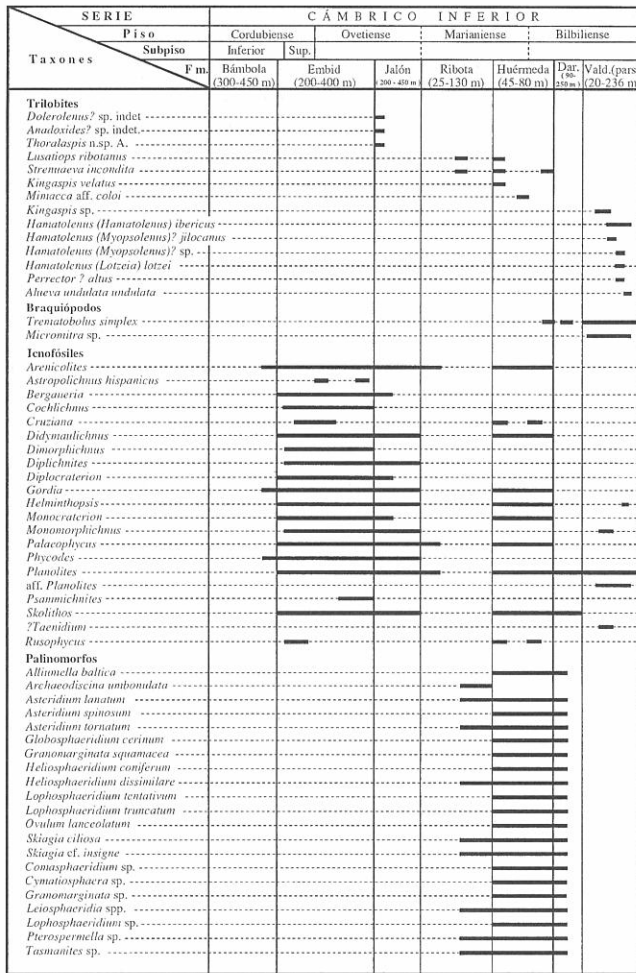 SERIE CÁMBRICO INFERIOR
Piso Cordubiense Ovetiense Marianiense Bilbiliense
Subpiso Inferior Sup.
Taxones Fm. Bámbola (300-450 m) Embid (200-400 m) Jalón (200-450 m) Ribota (25-130 m) Huérmeda (45-80 m) Dar. (90-250 m) Vald.(pars) (20-236 m)
Trilobites
Dolerolenus? sp. indet
Anadoxides? sp. indet.
Thoralaspis n.sp. A.
Lusatiops ribotanus
Strenuaeva incondita
Kingaspis velatus
Mimacca aff. coloi
Kingaspis sp.
Hamatolenus (Hamatolenus) ibericus
Hamatolenus (Myopsolenus)? jilocanus
Hamatolenus (Myopsolenus)? sp.
Hamatolenus (Lotzeia) lotzei
Perrector ? altus
Alueva undulata undulata
Braquiópodos
Trematobolus simplex
Micromitra sp.
Icnofósiles
Arenicolites
Astropolichnus hispanicus
Bergaueria
Cochlichnus
Cruziana
Didymaulichnus
Dimorphichnus
Diplichnites
Diplocraterion
Gordia
Helminthopsis
Monocraterion
Monomorphichnus
Palaeophycus
Phycodes
Planolites
aff. Planolites
Psammichnites
Skolithos
?Taenidium
Rusophycus
Palinomorfos
Alliumella baltica
Archaeodiscina umbonulata
Asteridium lanatum
Asteridium spinosum
Asteridium tornatum
Globosphaeridium cerinum
Granomarginata squamacea
Heliosphaeridium coniferum
Heliosphaeridium dissimilare
Lophosphaeridium tentativum
Lophosphaeridium truncatum
Ovulum lanceolatum
Skiagia ciliosa
Skiagia cf. insigne
Comasphaeridium sp.
Cymatiosphaera sp.
Granomarginata sp.
Leiosphaeridia spp.
Lophosphaeridium sp.
Pterospermella sp.
Tasmanites sp.